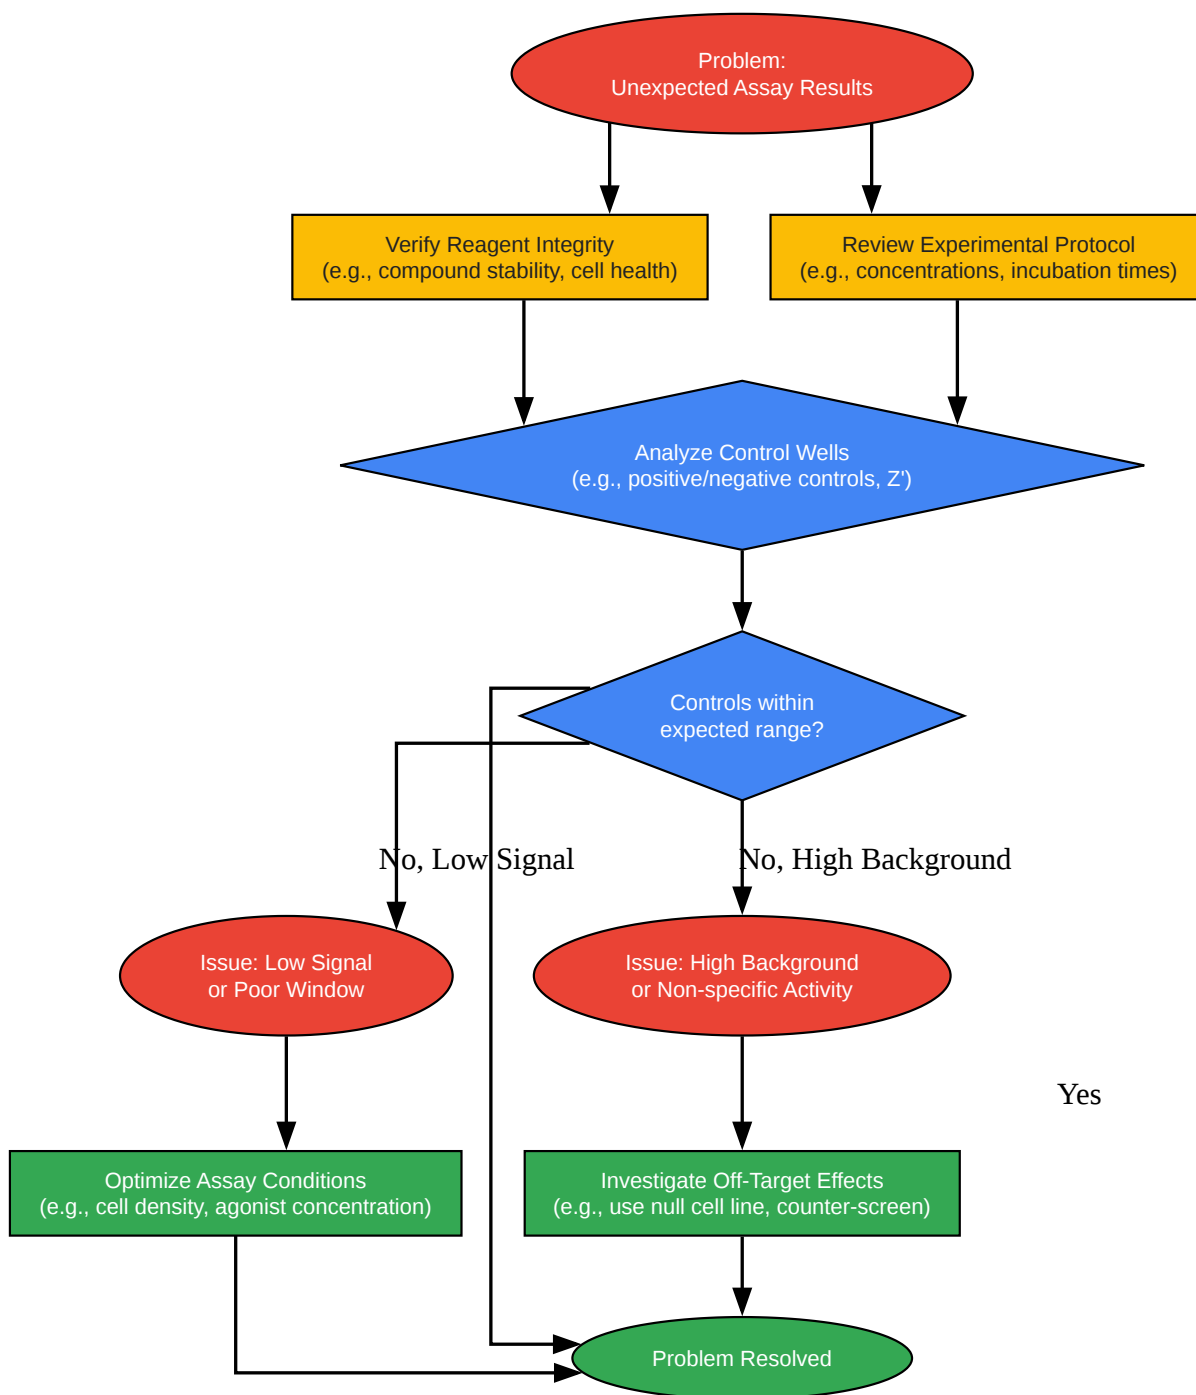 Problem:
Unexpected Assay Results
Verify Reagent Integrity
(e.g., compound stability, cell health)
Review Experimental Protocol
(e.g., concentrations, incubation times)
Analyze Control Wells
(e.g., positive/negative controls, Z')
Controls within
expected range?
No, Low Signal
No, High Background
Issue: Low Signal
or Poor Window
Issue: High Background
or Non-specific Activity
Yes
Optimize Assay Conditions
(e.g., cell density, agonist concentration)
Investigate Off-Target Effects
(e.g., use null cell line, counter-screen)
Problem Resolved